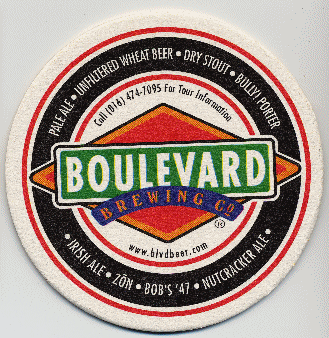 PALE ALE • UNFILTERED WHEAT BEER • DRY STOUT • BULLY! PORTER
Call (816) 474-7095 For Tour Information
BOULEVARD
BREWING CO.
®
www.blvdbeer.com
• IRISH ALE • ZÔN • BOB'S '47 • NUTCRACKER ALE •